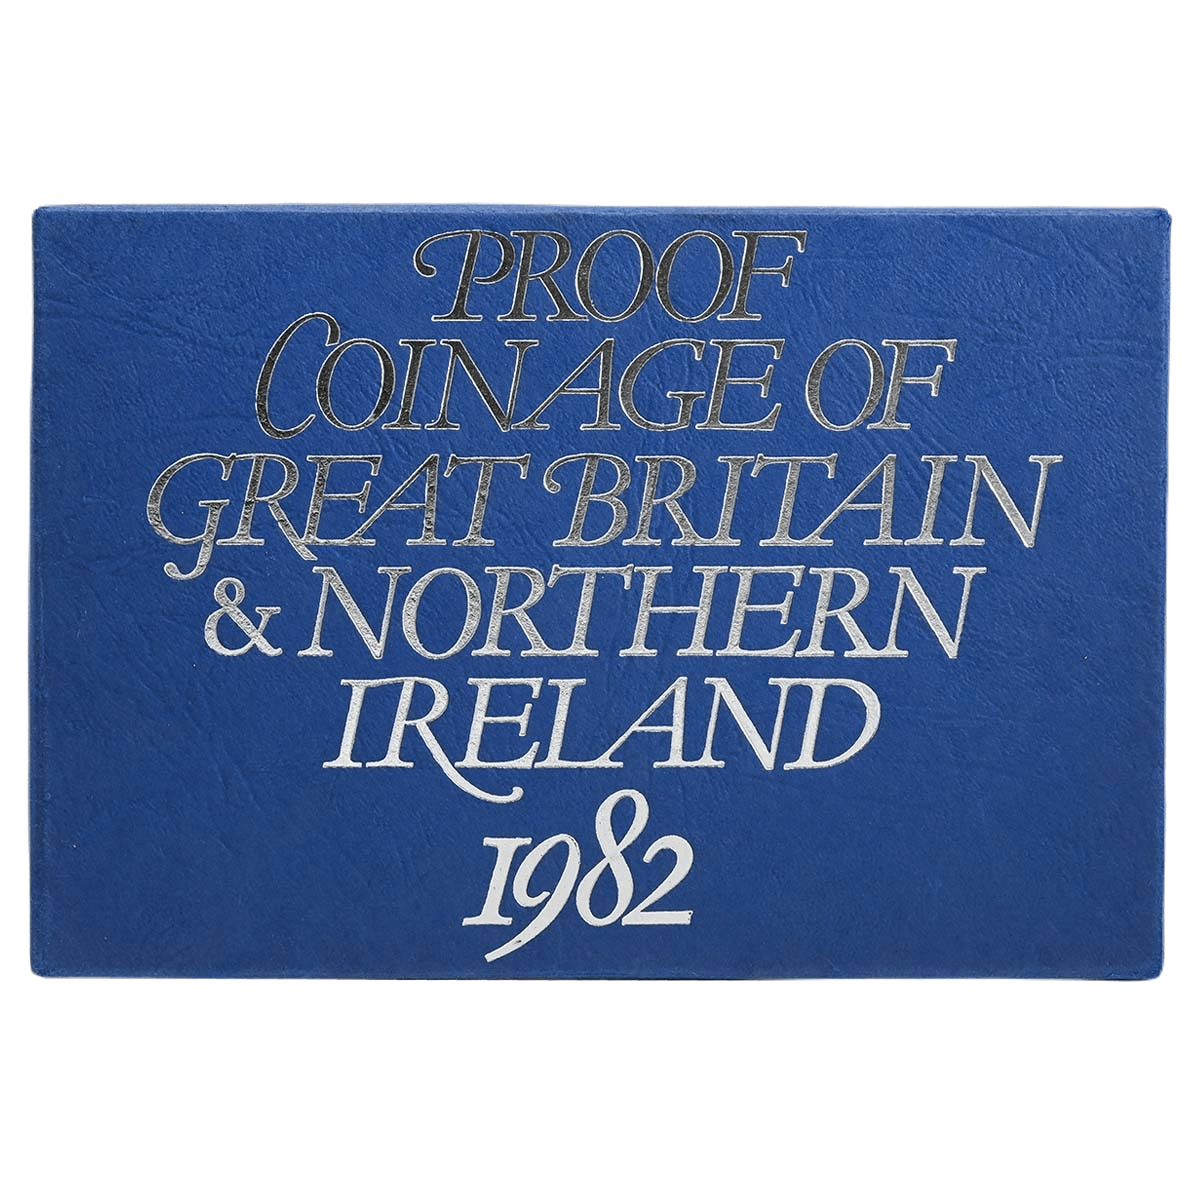 PROOF
COINAGE OF
GREAT BRITAIN
& NORTHERN
IRELAND
1982